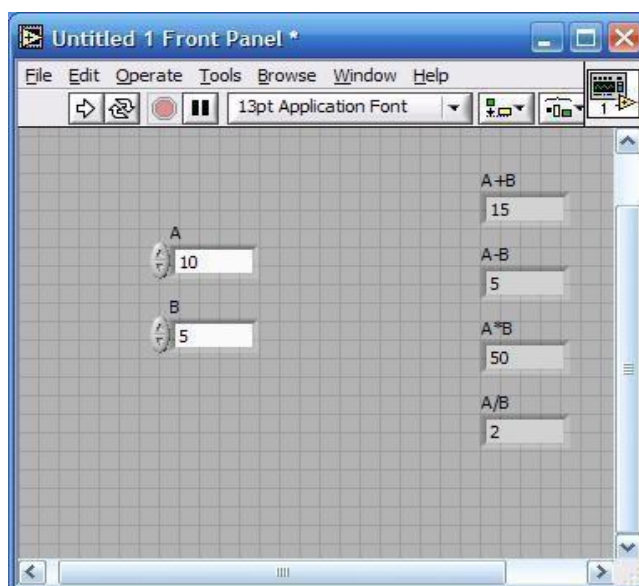 Untitled 1 Front Panel *
File Edit Operate Tools Browse Window Help
13pt Application Font
1
A+B
15
A
10
A-B
5
B
5
A*B
50
A/B
2